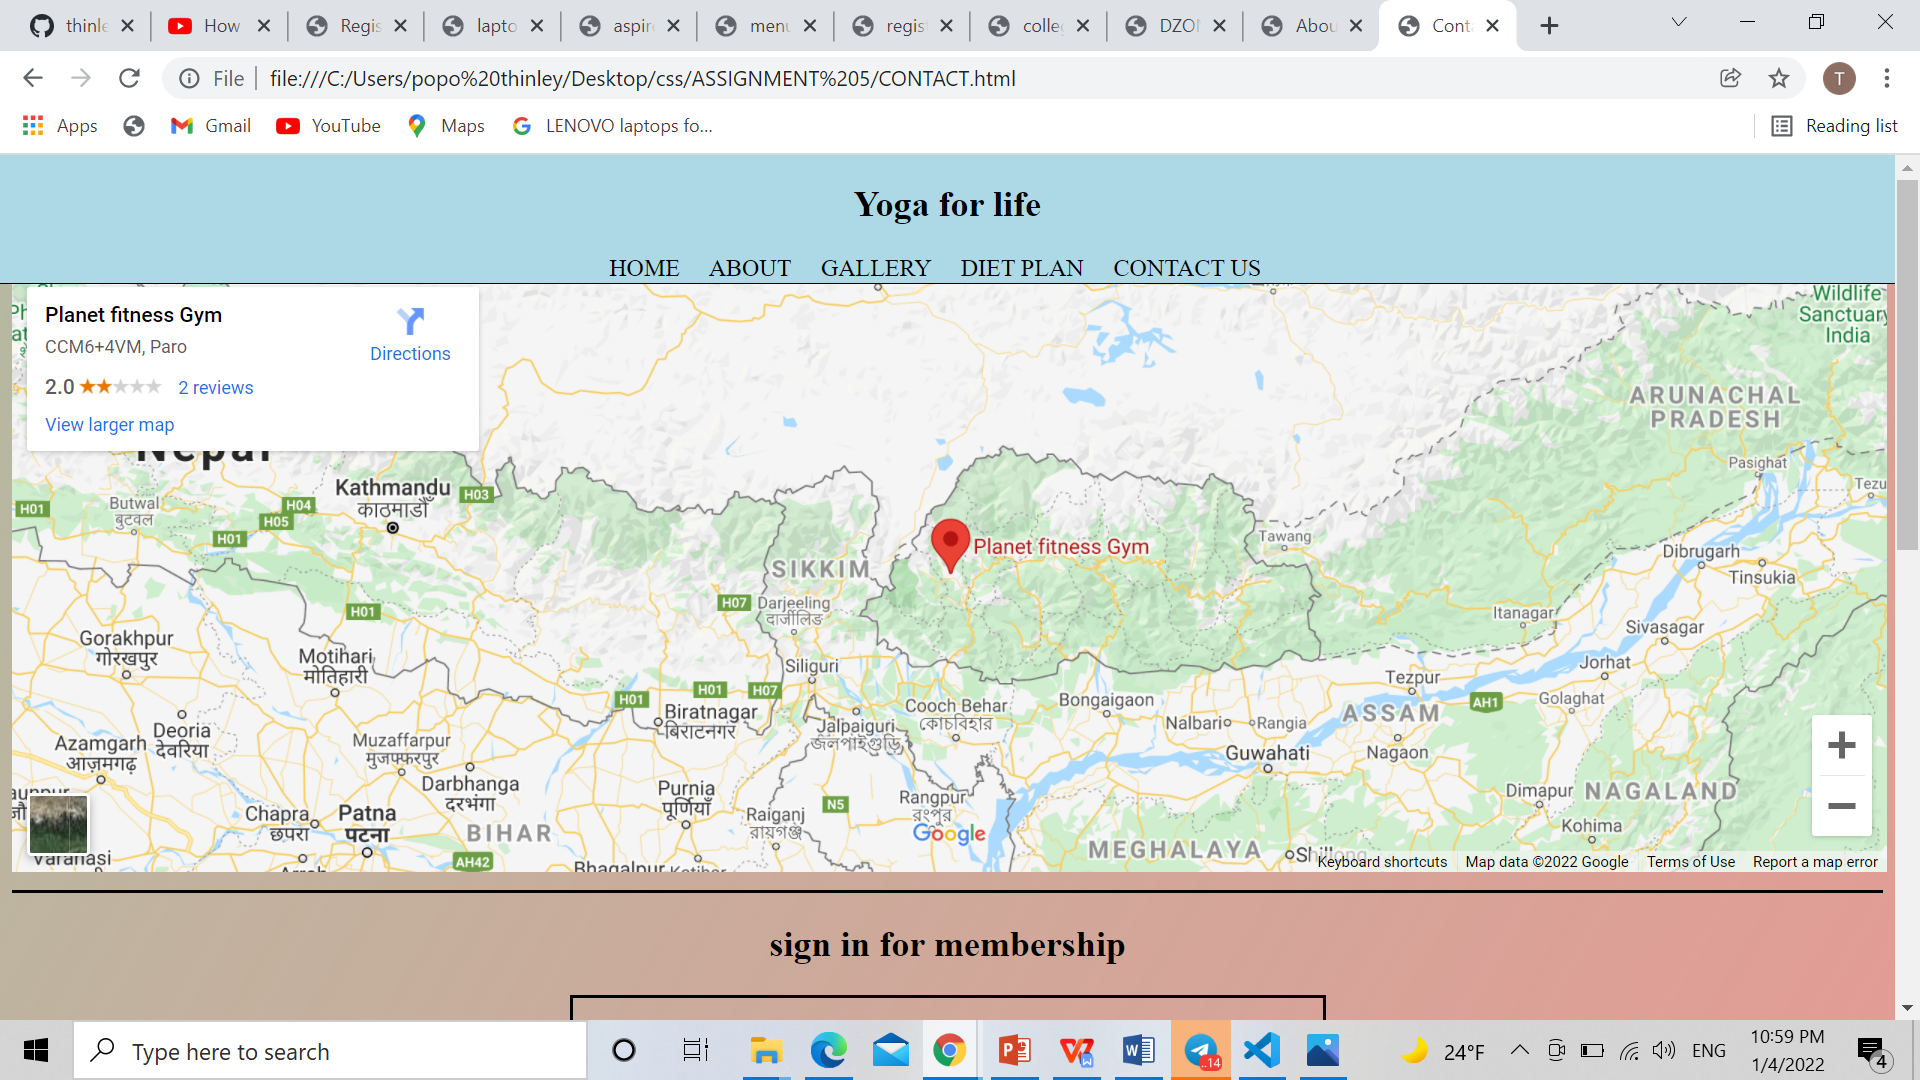 thinle
How
Regis
lapto
aspire
menu
regist
colleg
DZON
Abou
Conta
File
file:///C:/Users/popo%20thinley/Desktop/css/ASSIGNMENT%205/CONTACT.html
T
Apps
Gmail
YouTube
Maps
LENOVO laptops fo...
Reading list
Yoga for life
HOME ABOUT GALLERY DIET PLAN CONTACT US
Planet fitness Gym
CCM6+4VM, Paro
Directions
2.0
2 reviews
View larger map
Wildlife
Sanctuary
India
ARUNACHAL
PRADESH
Pasighat
Tezu
Nepal
Kathmandu
काठमाडौँ
H03
Butwal
बुटवल
H01
H04
H05
H01
Planet fitness Gym
Tawang
Dibrugarh
Tinsukia
SIKKIM
H07
Darjeeling
दार्जीलिङ
H01
Itanagar
Sivasagar
Gorakhpur
गोरखपुर
Motihari
मोतिहारी
Siliguri
Jorhat
Tezpur
Golaghat
AH1
H01
H01
H07
Bongaigaon
Cooch Behar
কোচবিহার
Biratnagar
बिराटनगर
Jalpaiguri
জলপাইগুড়ি
Nalbari
Rangia
ASSAM
Guwahati
Nagaon
Deoria
देवरिया
Azamgarh
आज़मगढ़
Muzaffarpur
मुजफ्फरपुर
Darbhanga
दरभंगा
Purnia
पूर्णियाँ
Dimapur
NAGALAND
Chapra
छपरा
Patna
पटना
BIHAR
Raiganj
রায়গঞ্জ
N5
Rangpur
রংপুর
Google
Kohima
MEGHALAYA
Varanasi
AH42
Bhagalpur
Katihar
Keyboard shortcuts
Map data ©2022 Google
Terms of Use
Report a map error
sign in for membership
Type here to search
..14
24°F
ENG
10:59 PM
1/4/2022
4